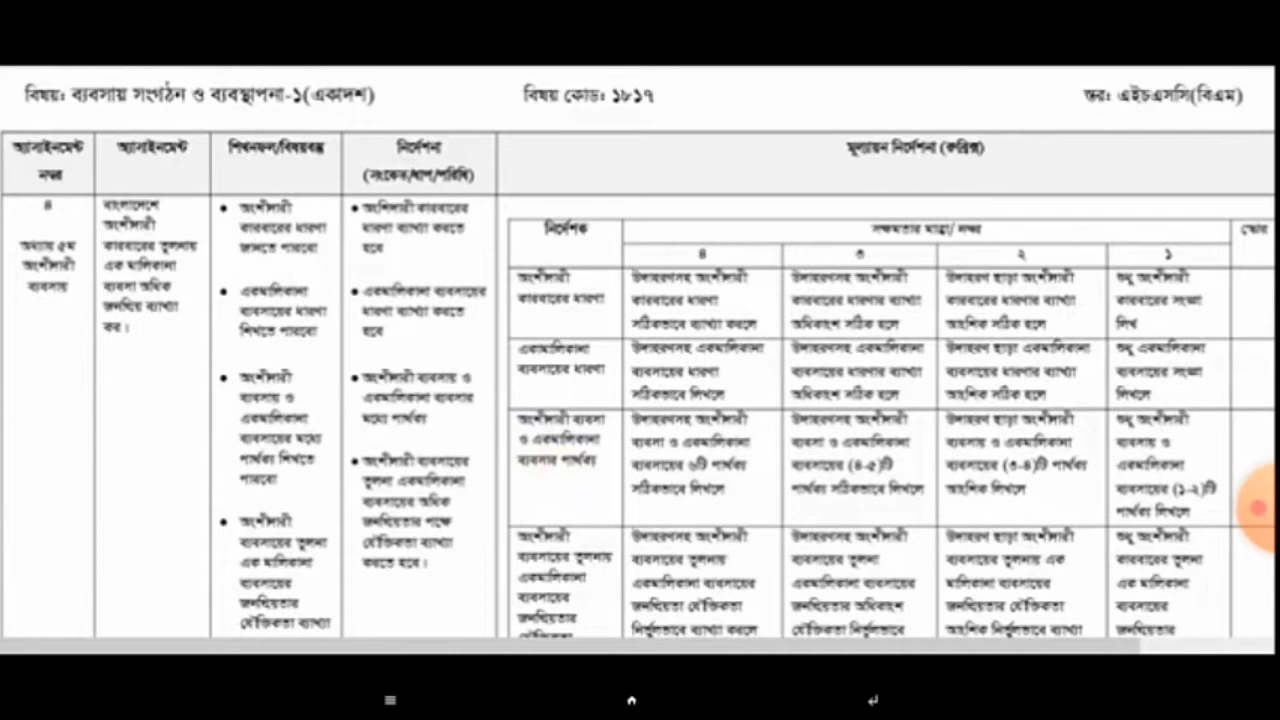 বিষয়: ব্যবসায় সংগঠন ও ব্যবস্থাপনা-১(একাদশ)
বিষয় কোড: ১৮১৭
স্তর: এইচএসসি(বিএম)
অ্যাসাইনমেন্ট
নম্বর
অ্যাসাইনমেন্ট
শিখনফল/বিষয়বস্তু
নির্দেশনা
(সংকেত/ধাপ/পরিধি)
মূল্যায়ন নির্দেশনা (রুব্রিক্স)
৪
অধ্যায় ৫ম
অংশীদারী
ব্যবসায়
বাংলাদেশে
অংশীদারী
কারবারের তুলনায়
এক মালিকানা
ব্যবসা অধিক
জনপ্রিয় ব্যাখ্যা
কর।
• অংশীদারী
কারবারের ধারণা
জানতে পারবো
• একমালিকানা
ব্যবসায়ের ধারণা
শিখতে পারবো
• অংশীদারী
ব্যবসায় ও
একমালিকানা
ব্যবসায়ের মধ্যে
পার্থক্য শিখতে
পারবো
• অংশীদারী
ব্যবসায়ের তুলনা
এক মালিকানা
ব্যবসায়ের
জনপ্রিয়তার
যৌক্তিকতা ব্যাখ্যা
• অংশিদারী কারবারের
ধারণা ব্যাখ্যা করতে
হবে
• একমালিকানা ব্যবসায়ের
ধারণা ব্যাখ্যা করতে
হবে
• অংশীদারী ব্যবসায় ও
একমালিকানা ব্যবসার
মধ্যে পার্থক্য
• অংশীদারী ব্যবসায়ের
তুলনা একমালিকানা
ব্যবসায়ের অধিক
জনপ্রিয়তার পক্ষে
যৌক্তিকতা ব্যাখ্যা
করতে হবে।
নির্দেশক
দক্ষতার মাত্রা/ নম্বর
স্কোর
৪
৩
২
১
অংশীদারী
কারবারের ধারণা
উদাহরণসহ অংশীদারী
কারবারের ধারণা
সঠিকভাবে ব্যাখ্যা করলে
উদাহরণসহ অংশীদারী
কারবারের ধারণার ব্যাখ্যা
অধিকাংশ সঠিক হলে
উদাহরণ ছাড়া অংশীদারী
কারবারের ধারণার ব্যাখ্যা
আংশিক সঠিক হলে
শুধু অংশীদারী
কারবারের সংজ্ঞা
লিখ
একমালিকানা
ব্যবসায়ের ধারণা
উদাহরণসহ একমালিকানা
ব্যবসায়ের ধারণা
সঠিকভাবে লিখলে
উদাহরণসহ একমালিকানা
ব্যবসায়ের ধারণার ব্যাখ্যা
অধিকাংশ সঠিক হলে
উদাহরণ ছাড়া একমালিকানা
ব্যবসায়ের ধারণার ব্যাখ্যা
আংশিক সঠিক হলে
শুধু একমালিকানা
ব্যবসায়ের সংজ্ঞা
লিখলে
অংশীদারী ব্যবসা
ও একমালিকানা
ব্যবসার পার্থক্য
উদাহরণসহ অংশীদারী
ব্যবসা ও একমালিকানা
ব্যবসায়ের ৬টি পার্থক্য
সঠিকভাবে লিখলে
উদাহরণসহ অংশীদারী
ব্যবসা ও একমালিকানা
ব্যবসায়ের (৪-৫)টি
পার্থক্য সঠিকভাবে লিখলে
উদাহরণ ছাড়া অংশীদারী
ব্যবসায় ও একমালিকানা
ব্যবসায়ের (৩-৪)টি পার্থক্য
আংশিক লিখলে
শুধু অংশীদারী
ব্যবসায় ও
একমালিকানা
ব্যবসায়ের (১-২)টি
পার্থক্য লিখলে
অংশীদারী
ব্যবসায়ের তুলনায়
একমালিকানা
ব্যবসায়ের
জনপ্রিয়তার
যৌক্তিকতা
উদাহরণসহ অংশীদারী
ব্যবসায়ের তুলনায়
একমালিকানা ব্যবসায়ের
জনপ্রিয়তা যৌক্তিকতা
নির্ভুলভাবে ব্যাখ্যা করলে
উদাহরণসহ অংশীদারী
ব্যবসায়ের তুলনা
একমালিকানা ব্যবসায়ের
জনপ্রিয়তার অধিকাংশ
যৌক্তিকতা নির্ভুলভাবে
উদাহরণ ছাড়া অংশীদারী
ব্যবসায়ের তুলনায় এক
মালিকানা ব্যবসায়ের
জনপ্রিয়তার যৌক্তিকতা
আংশিক নির্ভুলভাবে ব্যাখ্যা
শুধু অংশীদারী
কারবারের তুলনা
এক মালিকানা
ব্যবসায়ের
জনপ্রিয়তার